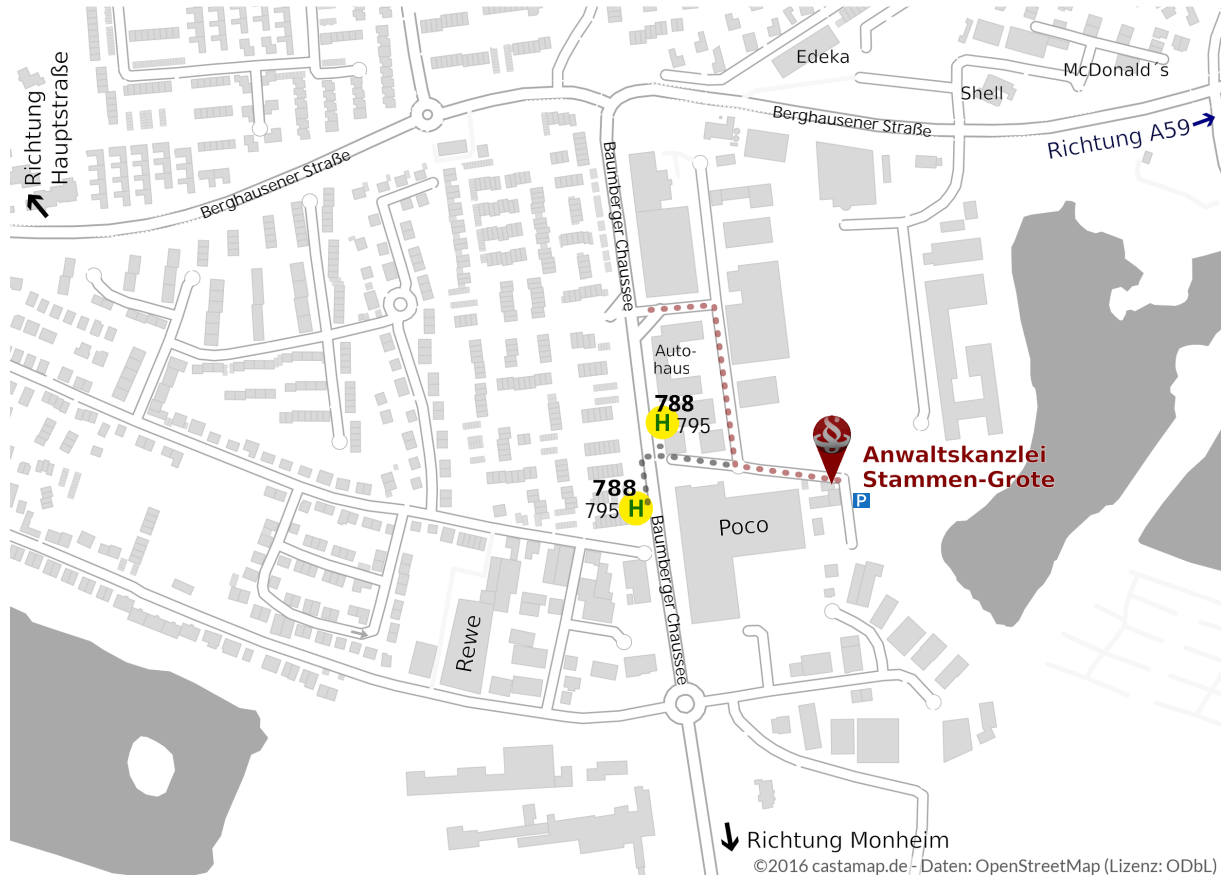 Edeka
McDonald´s
Shell
Berghausener Straße
Richtung A59
Richtung
Hauptstraße
Berghausener Straße
Baumberger Chaussee
Auto-
haus
788
H 795
§
Anwaltskanzlei
Stammen-Grote
P
788
795 H
Poco
Baumberger Chaussee
Rewe
Richtung Monheim
©2016 castamap.de - Daten: OpenStreetMap (Lizenz: ODbL)